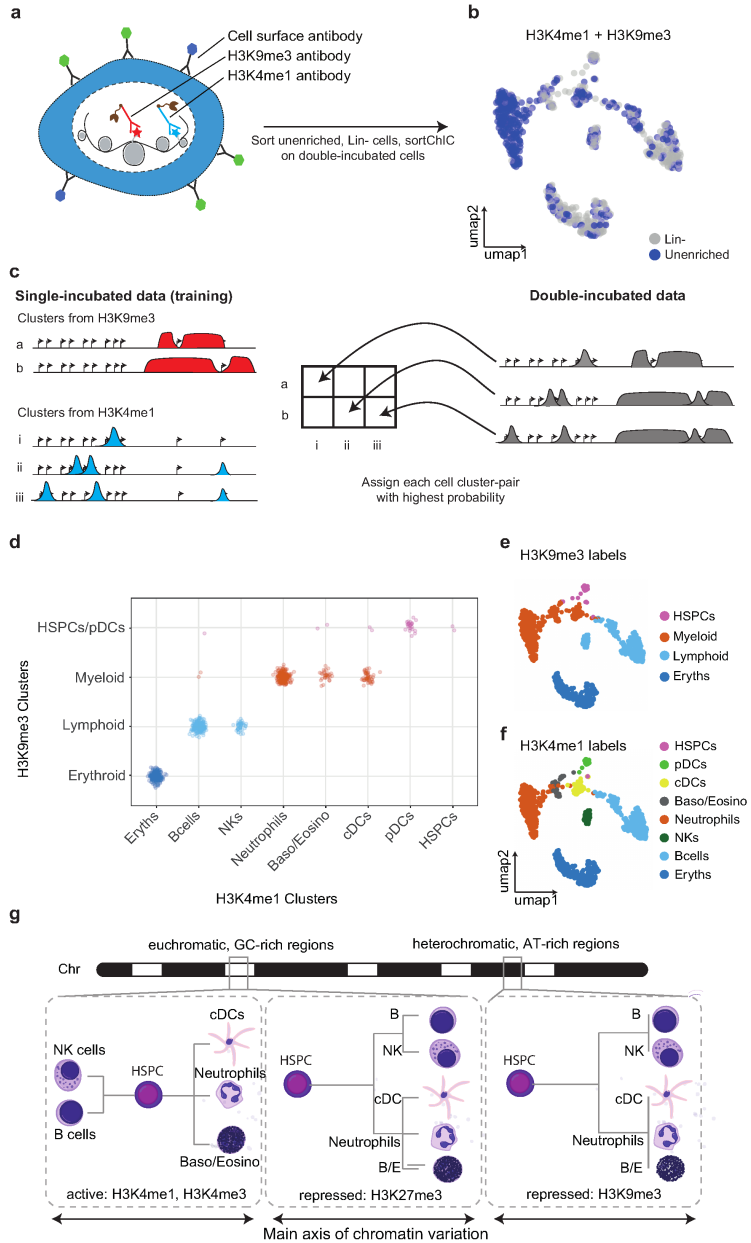 a
Cell surface antibody
H3K9me3 antibody
H3K4me1 antibody
Sort unenriched, Lin- cells, sortChIC
on double-incubated cells
b
H3K4me1 + H3K9me3
umap2
umap1
Lin-
Unenriched
c
Single-incubated data (training)
Clusters from H3K9me3
a
b
Clusters from H3K4me1
i
ii
iii
a
b
i ii iii
Assign each cell cluster-pair
with highest probability
Double-incubated data
d
H3K9me3 Clusters
HSPCs/pDCs
Myeloid
Lymphoid
Erythroid
Eryths
Bcells
NKs
Neutrophils
Baso/Eosino
cDCs
pDCs
HSPCs
H3K4me1 Clusters
e
H3K9me3 labels
HSPCs
Myeloid
Lymphoid
Eryths
f
H3K4me1 labels
HSPCs
pDCs
cDCs
Baso/Eosino
Neutrophils
NKs
Bcells
Eryths
umap2
umap1
g
euchromatic, GC-rich regions
heterochromatic, AT-rich regions
Chr
NK cells
B cells
HSPC
cDCs
Neutrophils
Baso/Eosino
active: H3K4me1, H3K4me3
HSPC
B
NK
cDC
Neutrophils
B/E
repressed: H3K27me3
HSPC
B
NK
cDC
Neutrophils
B/E
repressed: H3K9me3
Main axis of chromatin variation